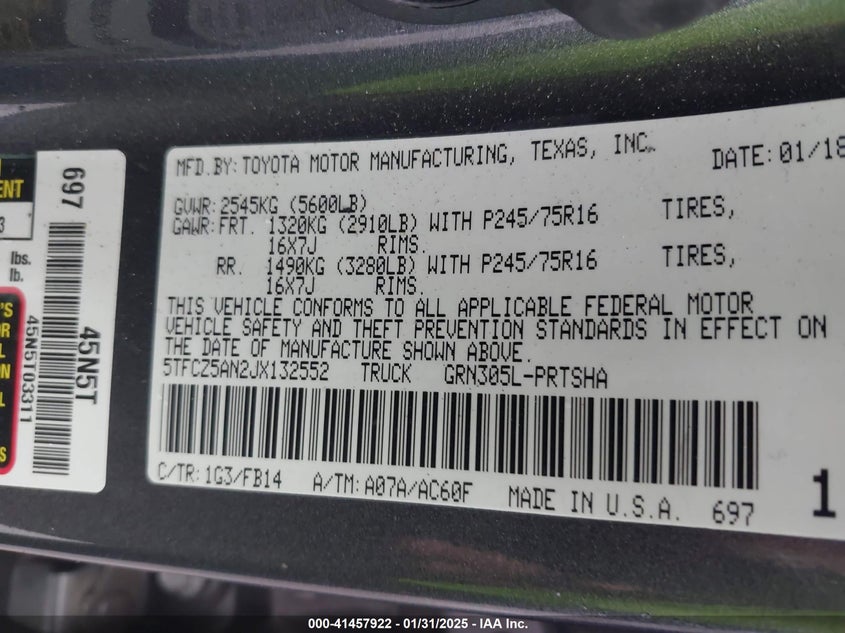 MFD.BY: TOYOTA MOTOR MANUFACTURING, TEXAS, INC. DATE: 01/18
GVWR: 2545KG (5600LB)
GAWR: FRT. 1320KG (2910LB) WITH P245/75R16 TIRES,
16X7J RIMS.
RR. 1490KG (3280LB) WITH P245/75R16 TIRES,
16X7J RIMS.
THIS VEHICLE CONFORMS TO ALL APPLICABLE FEDERAL MOTOR
VEHICLE SAFETY AND THEFT PREVENTION STANDARDS IN EFFECT ON
THE DATE OF MANUFACTURE SHOWN ABOVE.
5TFCZ5AN2JX132552 TRUCK GRN305L-PRTSHA
C/TR: 1G3/FB14 A/TM: A07A/AC60F MADE IN U.S.A. 697
1
697
45N5T
45N5T03311
lbs.
lb.
000-41457922 / 01/31/2025 - IAA Inc.